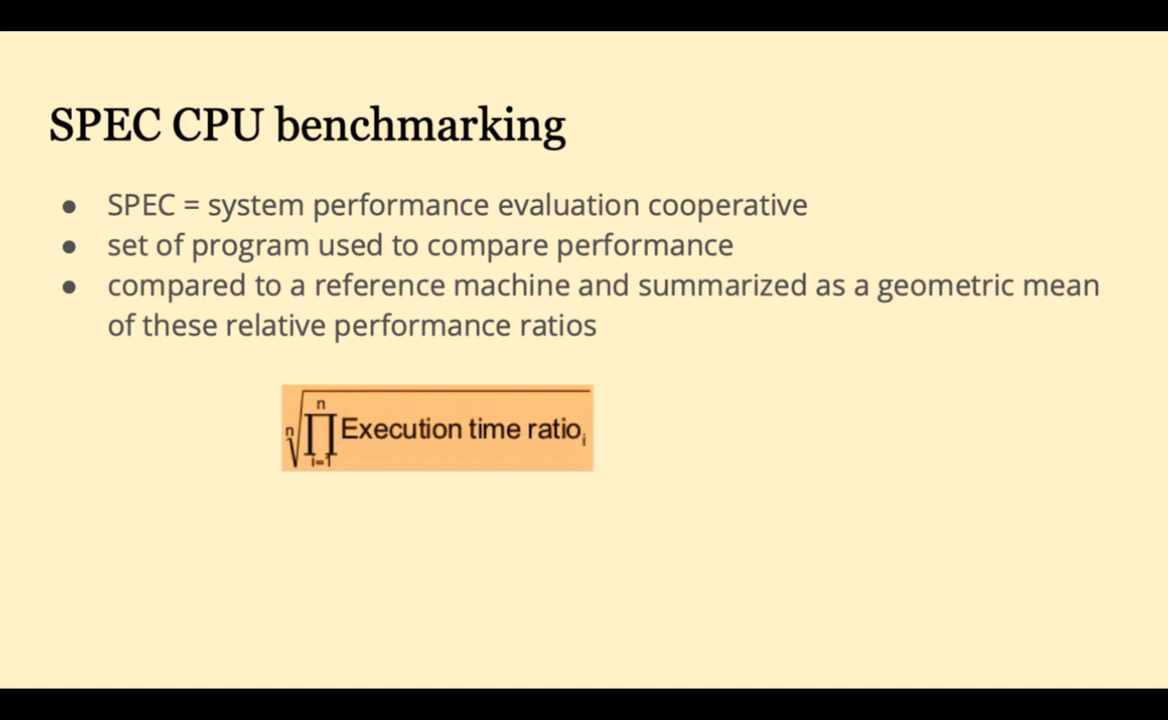 SPEC CPU benchmarking
● SPEC = system performance evaluation cooperative
● set of program used to compare performance
● compared to a reference machine and summarized as a geometric mean
of these relative performance ratios
n
n√∏ Execution time ratioᵢ
i=1